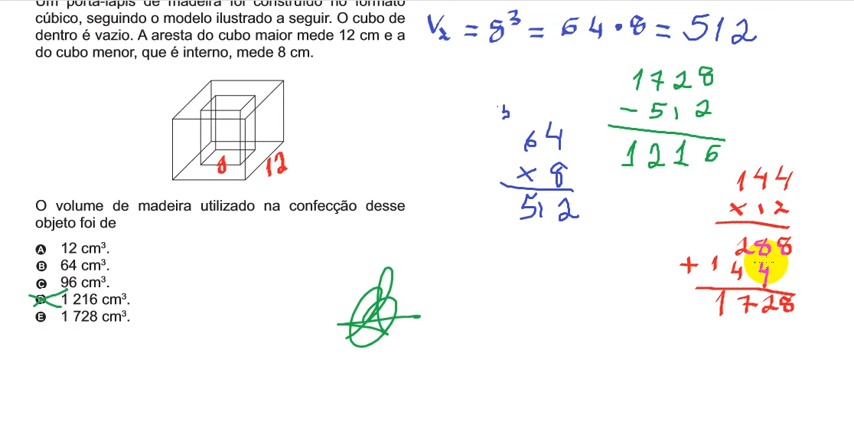 Um porta-lápis de madeira foi construído no formato
cúbico, seguindo o modelo ilustrado a seguir. O cubo de
dentro é vazio. A aresta do cubo maior mede 12 cm e a
do cubo menor, que é interno, mede 8 cm.
8
12
O volume de madeira utilizado na confecção desse
objeto foi de
A 12 cm³.
B 64 cm³.
C 96 cm³.
D 1 216 cm³.
E 1 728 cm³.
V₂ = 8³ = 64 · 8 = 512
64
× 8
512
1728
- 512
1216
144
×12
288
+ 144
1728